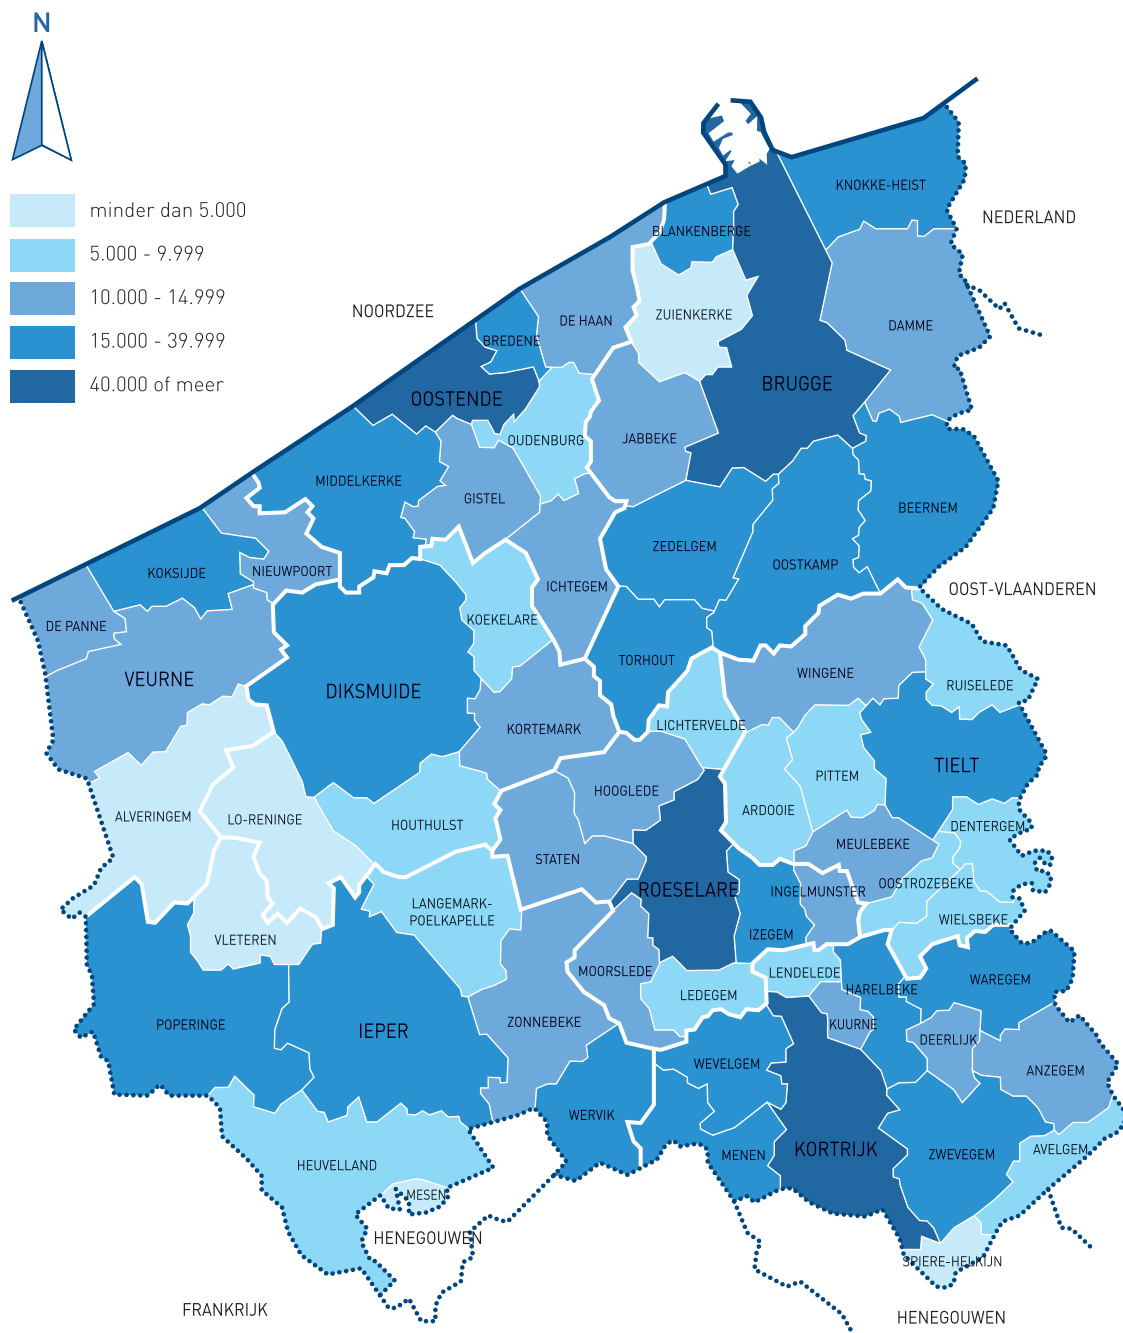 N
minder dan 5.000
5.000 - 9.999
10.000 - 14.999
15.000 - 39.999
40.000 of meer
KNOKKE-HEIST
NEDERLAND
BLANKENBERGE
NOORDZEE
ZUIENKERKE
DE HAAN
DAMME
BREDENE
BRUGGE
OOSTENDE
OUDENBURG
JABBEKE
MIDDELKERKE
GISTEL
BEERNEM
ZEDELGEM
OOSTKAMP
KOKSIJDE
NIEUWPOORT
ICHTEGEM
OOST-VLAANDEREN
KOEKELARE
DE PANNE
TORHOUT
WINGENE
VEURNE
RUISELEDE
DIKSMUIDE
LICHTERVELDE
KORTEMARK
TIELT
PITTEM
HOOGLEDE
ARDOOIE
ALVERINGEM
LO-RENINGE
HOUTHULST
DENTERGEM
MEULEBEKE
STATEN
OOSTROZEBEKE
ROESELARE
INGELMUNSTER
LANGEMARK-
POELKAPELLE
WIELSBEKE
IZEGEM
VLETEREN
MOORSLEDE
LENDELEDE
WAREGEM
HARELBEKE
LEDEGEM
POPERINGE
IEPER
ZONNEBEKE
KUURNE
DEERLIJK
WEVELGEM
ANZEGEM
WERVIK
KORTRIJK
AVELGEM
MENEN
ZWEVEGEM
HEUVELLAND
MESEN
HENEGOUWEN
SPIERE-HELKIJN
FRANKRIJK
HENEGOUWEN